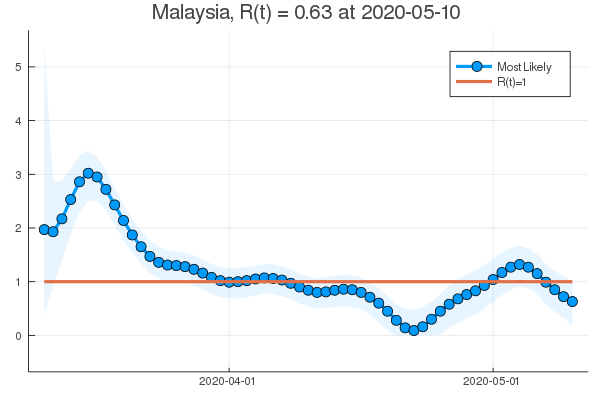 Malaysia, R(t) = 0.63 at 2020-05-10
Most Likely
R(t)=1
5
4
3
2
1
0
2020-04-01
2020-05-01